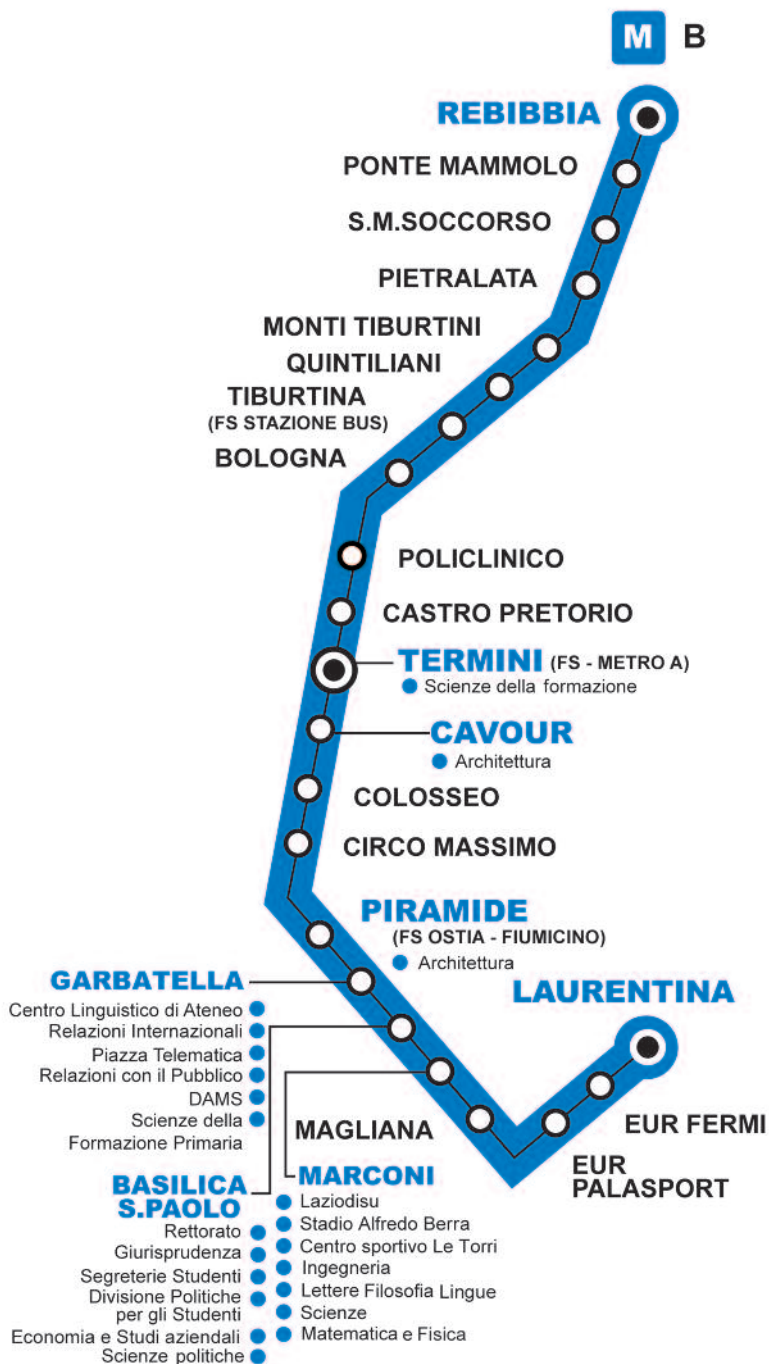 M B
REBIBBIA
PONTE MAMMOLO
S.M.SOCCORSO
PIETRALATA
MONTI TIBURTINI
QUINTILIANI
TIBURTINA
(FS STAZIONE BUS)
BOLOGNA
POLICLINICO
CASTRO PRETORIO
TERMINI (FS - METRO A)
Scienze della formazione
CAVOUR
Architettura
COLOSSEO
CIRCO MASSIMO
PIRAMIDE
(FS OSTIA - FIUMICINO)
Architettura
GARBATELLA
Centro Linguistico di Ateneo
Relazioni Internazionali
Piazza Telematica
Relazioni con il Pubblico
DAMS
Scienze della
Formazione Primaria
BASILICA
S.PAOLO
Rettorato
Giurisprudenza
Segreterie Studenti
Divisione Politiche
per gli Studenti
Economia e Studi aziendali
Scienze politiche
MARCONI
Laziodisu
Stadio Alfredo Berra
Centro sportivo Le Torri
Ingegneria
Lettere Filosofia Lingue
Scienze
Matematica e Fisica
MAGLIANA
EUR
PALASPORT
EUR FERMI
LAURENTINA